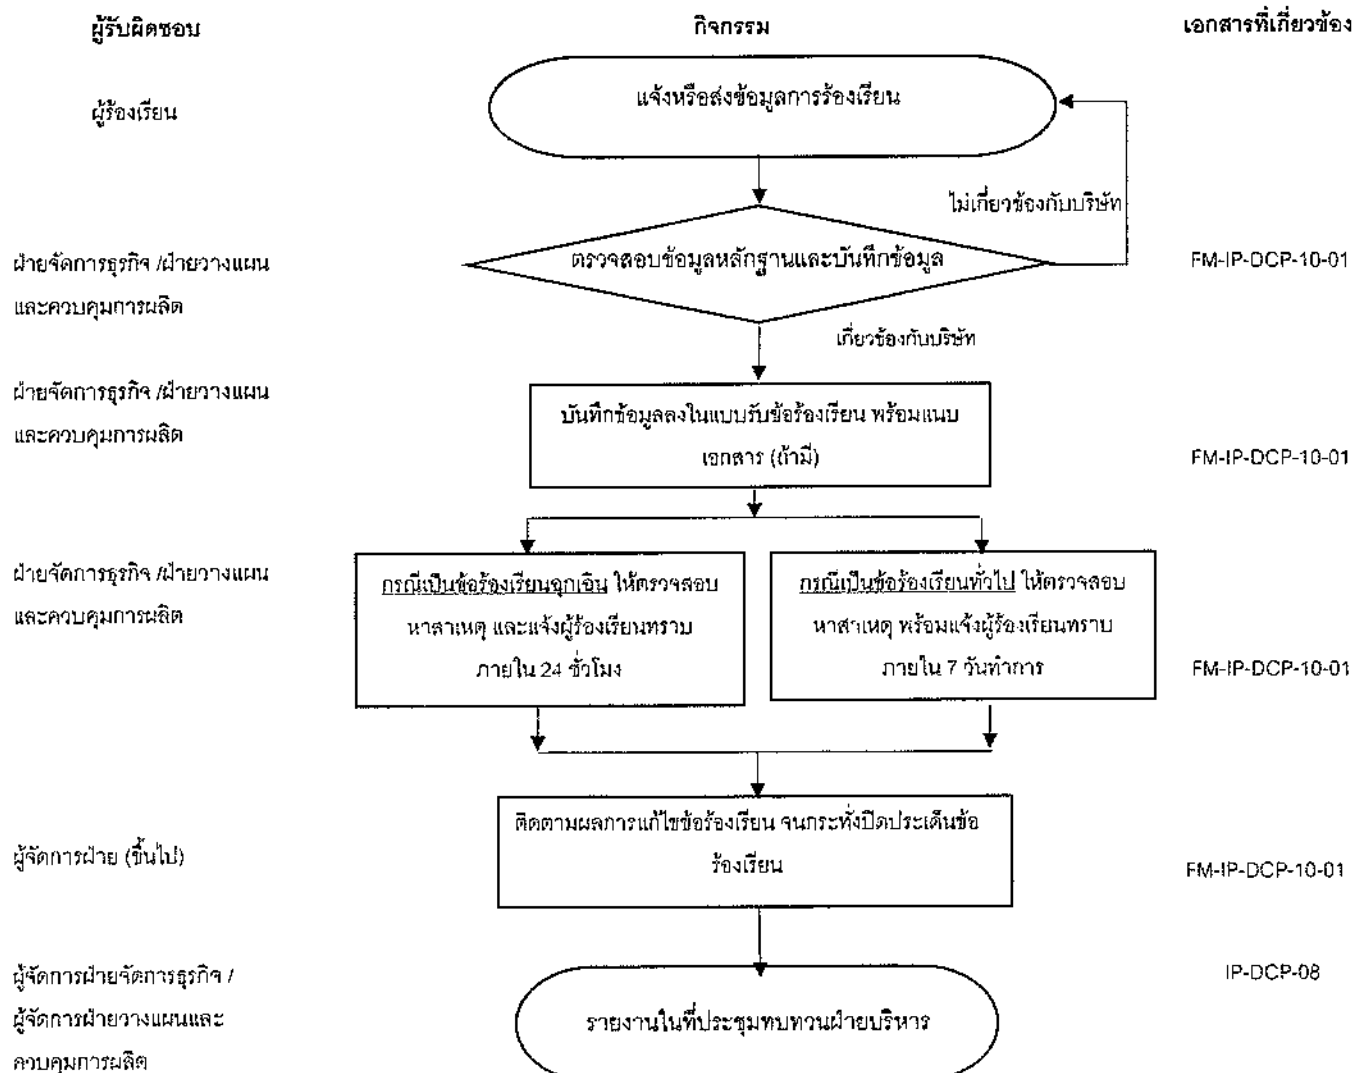 ผู้รับผิดชอบ
กิจกรรม
เอกสารที่เกี่ยวข้อง
ผู้ร้องเรียน
แจ้งหรือส่งข้อมูลการร้องเรียน
ไม่เกี่ยวข้องกับบริษัท
ฝ่ายจัดการธุรกิจ /ฝ่ายวางแผน
และควบคุมการผลิต
ตรวจสอบข้อมูลหลักฐานและบันทึกข้อมูล
FM-IP-DCP-10-01
เกี่ยวข้องกับบริษัท
ฝ่ายจัดการธุรกิจ /ฝ่ายวางแผน
และควบคุมการผลิต
บันทึกข้อมูลลงในแบบรับข้อร้องเรียน พร้อมแนบ
เอกสาร (ถ้ามี)
FM-IP-DCP-10-01
ฝ่ายจัดการธุรกิจ /ฝ่ายวางแผน
และควบคุมการผลิต
กรณีเป็นข้อร้องเรียนฉุกเฉิน ให้ตรวจสอบ
หาสาเหตุ และแจ้งผู้ร้องเรียนทราบ
ภายใน 24 ชั่วโมง
กรณีเป็นข้อร้องเรียนทั่วไป ให้ตรวจสอบ
หาสาเหตุ พร้อมแจ้งผู้ร้องเรียนทราบ
ภายใน 7 วันทำการ
FM-IP-DCP-10-01
ผู้จัดการฝ่าย (ขึ้นไป)
ติดตามผลการแก้ไขข้อร้องเรียน จนกระทั่งปิดประเด็นข้อ
ร้องเรียน
FM-IP-DCP-10-01
ผู้จัดการฝ่ายจัดการธุรกิจ /
ผู้จัดการฝ่ายวางแผนและ
ควบคุมการผลิต
รายงานในที่ประชุมทบทวนฝ่ายบริหาร
IP-DCP-08